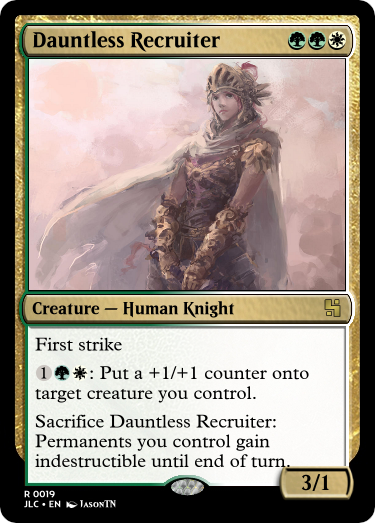 Dauntless Recruiter
Creature — Human Knight
First strike
1: Put a +1/+1 counter onto
target creature you control.
Sacrifice Dauntless Recruiter:
Permanents you control gain
indestructible until end of turn.
3/1
R 0019
JLC • EN JASONTN